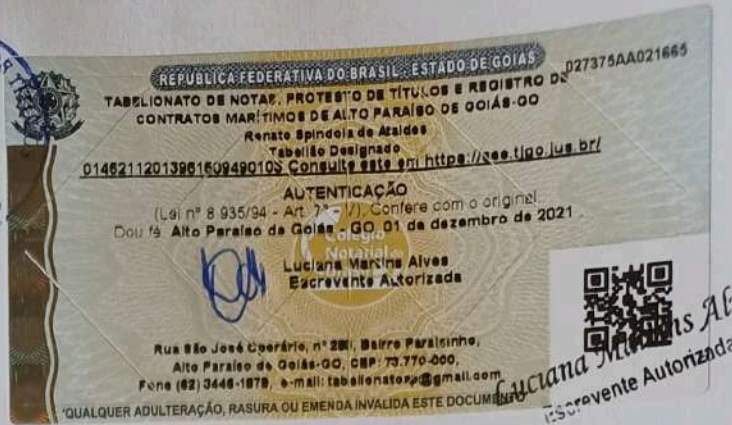 REPÚBLICA FEDERATIVA DO BRASIL - ESTADO DE GOIÁS
027375AA021665
TABELIONATO DE NOTAS, PROTESTO DE TÍTULOS E REGISTRO DE
CONTRATOS MARÍTIMOS DE ALTO PARAÍSO DE GOIÁS-GO
Renato Spindola de Ataídes
Tabelião Designado
01462112013961609490105 Consulte este em https://see.tjgo.jus.br/
AUTENTICAÇÃO
(Lei nº 8.935/94 - Art. 7º - V). Confere com o original.
Dou fé. Alto Paraíso de Goiás - GO, 01 de dezembro de 2021.
Colégio
Notarial
Luciana Martins Alves
Escrevente Autorizada
Rua São José Operário, nº Bairro Paraisinho,
Alto Paraíso de Goiás-GO, CEP: 73.770-000,
Fone (62) 3446-1978, e-mail: @gmail.com
Luciana Martins Al
Escrevente Autorizada
"QUALQUER ADULTERAÇÃO, RASURA OU EMENDA INVALIDA ESTE DOCUMENTO